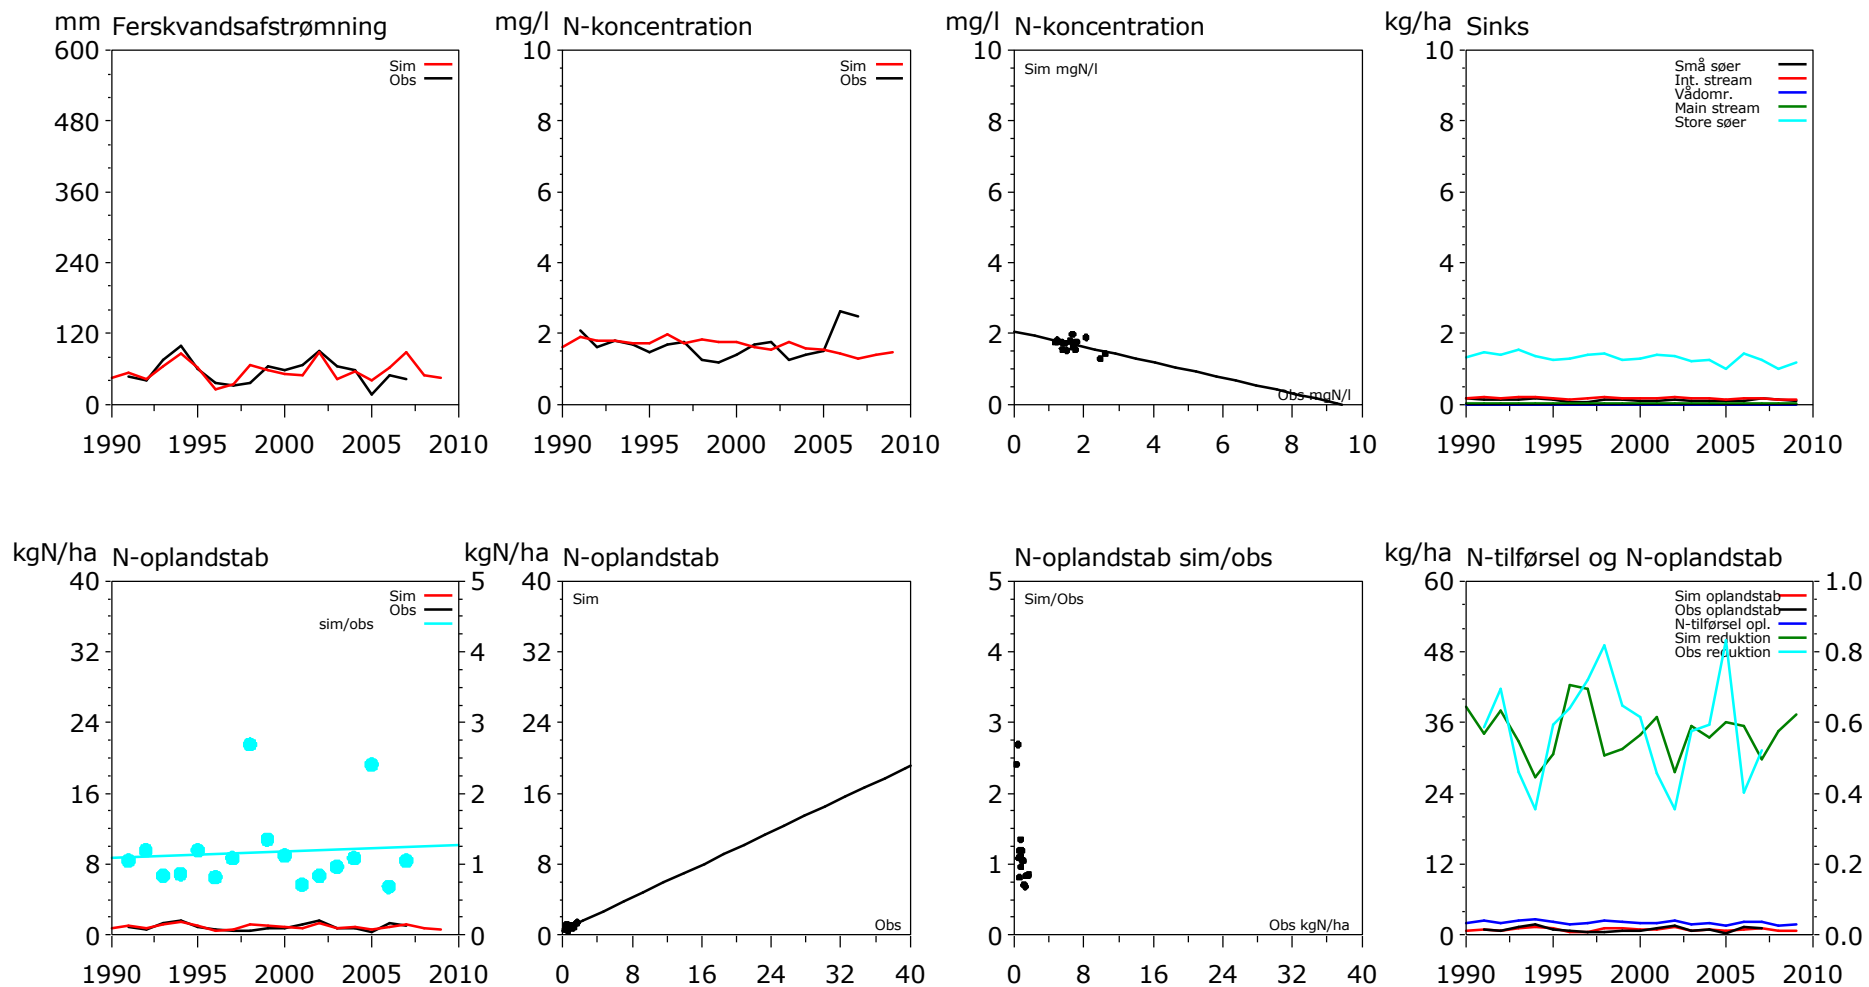 mm Ferskvandsafstrømning
600
480
360
240
120
0
1990 1995 2000 2005 2010
Sim
Obs
mg/l N-koncentration
10
8
6
4
2
0
1990 1995 2000 2005 2010
Sim
Obs
mg/l N-koncentration
Sim mgN/l
10
8
6
4
2
0
0 2 4 6 8 10
Obs mgN/l
kg/ha Sinks
10
8
6
4
2
0
1990 1995 2000 2005 2010
Små søer
Int. stream
Vådomr.
Main stream
Store søer
kgN/ha N-oplandstab
40
32
24
16
8
0
5
4
3
2
1
0
1990 1995 2000 2005 2010
Sim
Obs
sim/obs
kgN/ha N-oplandstab
Sim
40
32
24
16
8
0
0 8 16 24 32 40
Obs
N-oplandstab sim/obs
Sim/Obs
5
4
3
2
1
0
0 8 16 24 32 40
Obs kgN/ha
kg/ha N-tilførsel og N-oplandstab
60
48
36
24
12
0
1.0
0.8
0.6
0.4
0.2
0.0
1990 1995 2000 2005 2010
Sim oplandstab
Obs oplandstab
N-tilførsel opl.
Sim reduktion
Obs reduktion